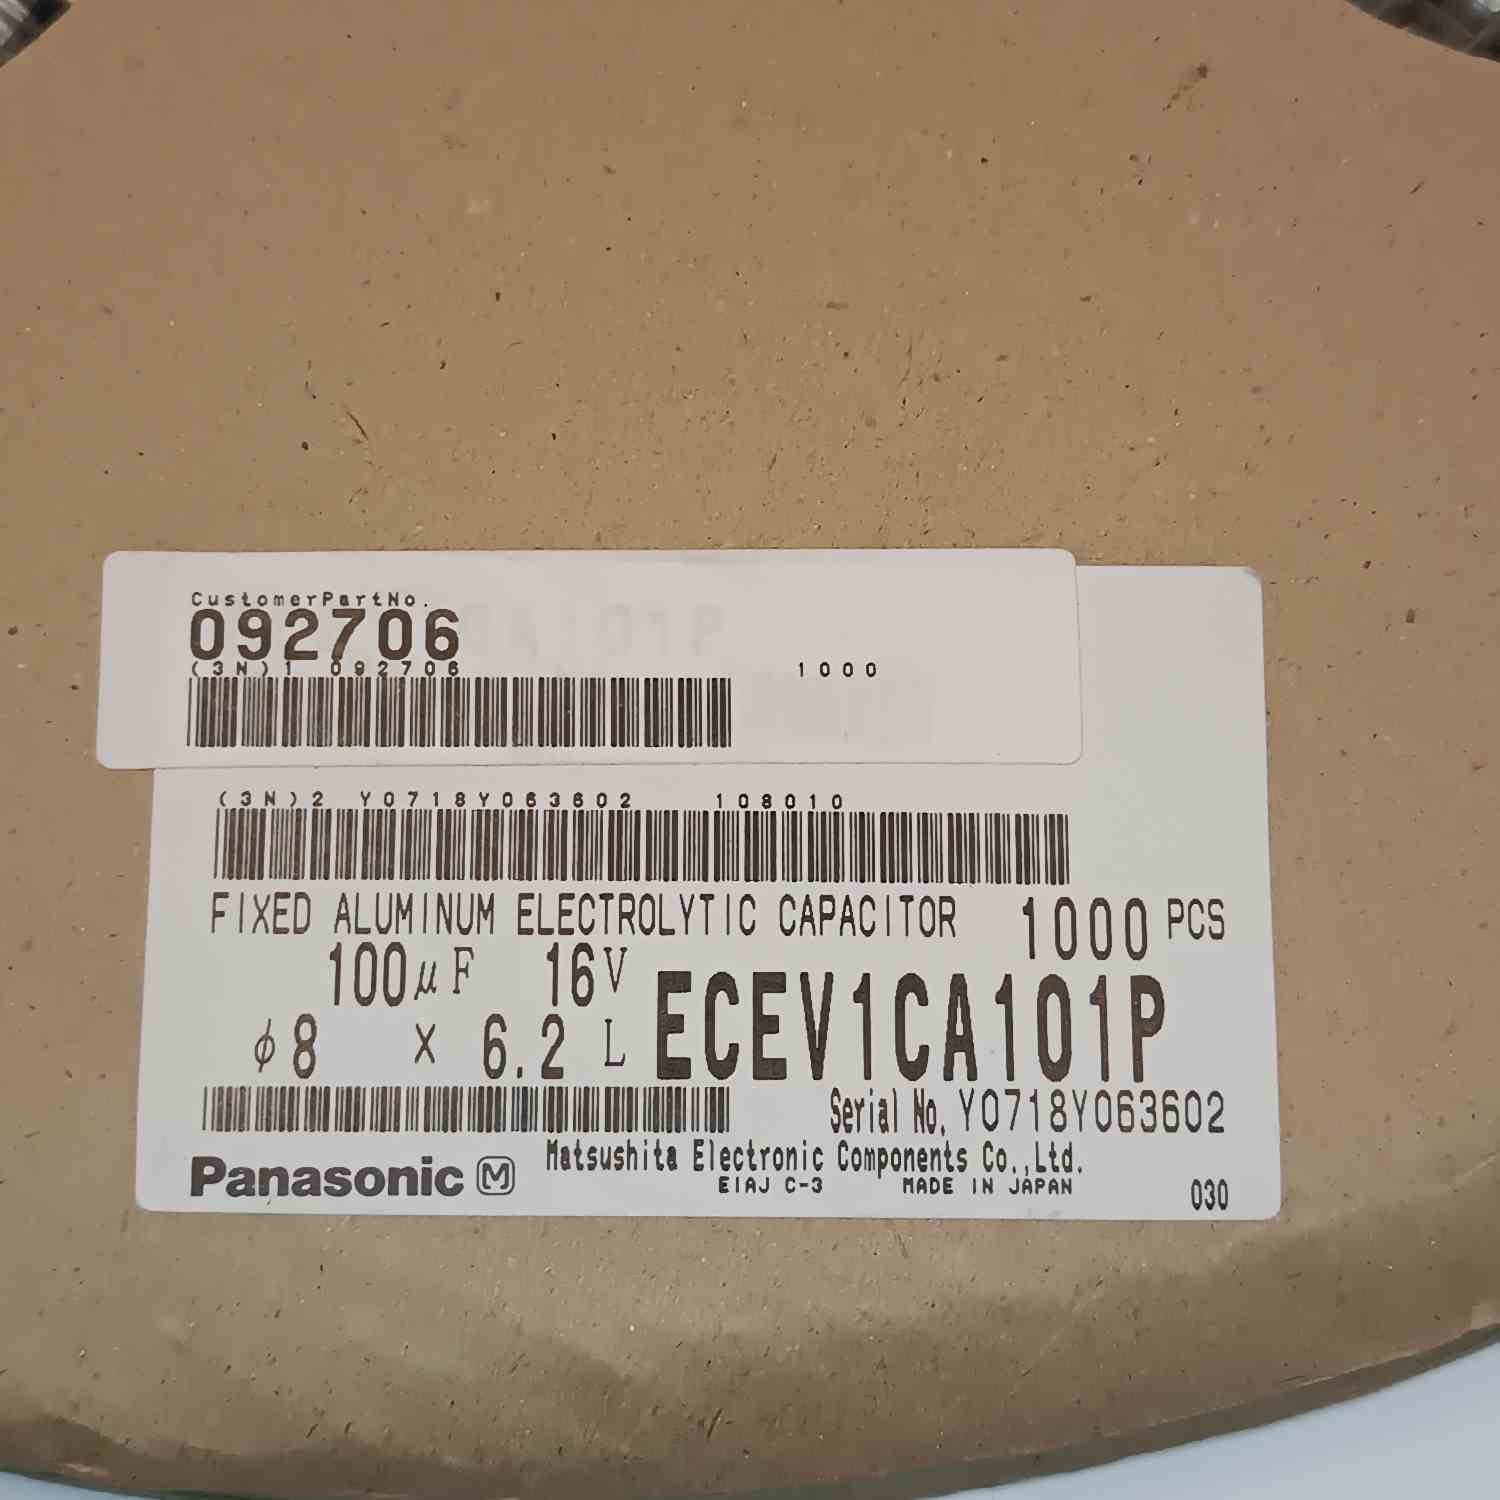 CustomerPartNo.
092706
(3N)1 092706 1000
(3N)2 Y0718Y063602 108010
FIXED ALUMINUM ELECTROLYTIC CAPACITOR 1000 PCS
100μF 16V
ECEV1CA101P
φ8 × 6.2 L
Serial No. Y0718Y063602
Panasonic M Matsushita Electronic Components Co.,Ltd.
EIAJ C-3 MADE IN JAPAN 030